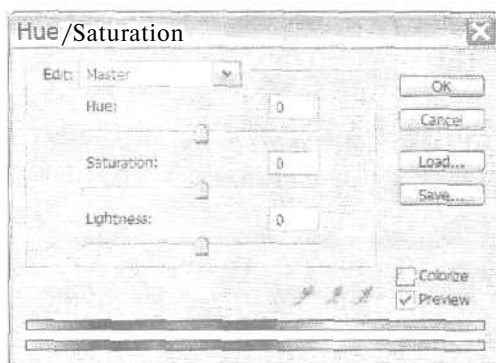 Hue/Saturation
Edit: Master
OK
Hue: 0
Cancel
Saturation: 0
Load...
Save...
Lightness: 0
Colorize
Preview